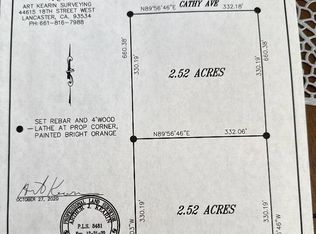 ART KEARIN SURVEYING
44615 18TH STREET WEST
LANCASTER, CA. 93534
PH: 661-816-7988
SET REBAR AND 4'WOOD
LATHE AT PROP CORNER,
PAINTED BRIGHT ORANGE
OCTOBER 27, 2020
P.L.S. 8481
CATHY AVE
N89°56'46"E 332.18'
660.38'
330.19'
2.52 ACRES
660.38'
330.19'
N89°56'46"E 332.06'
330.19'
2.52 ACRES
330.19'
46"W